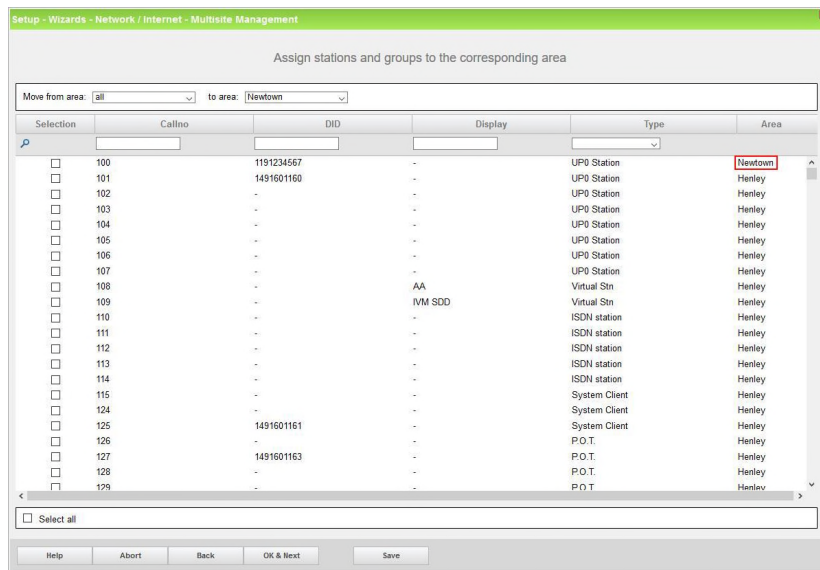 Setup - Wizards - Network / Internet - Multisite Management
Assign stations and groups to the corresponding area
Move from area: all to area: Newtown
Selection Callno DID Display Type Area
100 1191234567 - UP0 Station Newtown
101 1491601160 - UP0 Station Henley
102 - - UP0 Station Henley
103 - - UP0 Station Henley
104 - - UP0 Station Henley
105 - - UP0 Station Henley
106 - - UP0 Station Henley
107 - - UP0 Station Henley
108 - AA Virtual Stn Henley
109 - IVM SDD Virtual Stn Henley
110 - - ISDN station Henley
111 - - ISDN station Henley
112 - - ISDN station Henley
113 - - ISDN station Henley
114 - - ISDN station Henley
115 - - System Client Henley
124 - - System Client Henley
125 1491601161 - System Client Henley
126 - - P.O.T. Henley
127 1491601163 - P.O.T. Henley
128 - - P.O.T. Henley
129 - - P.O.T. Henley
Select all
Help Abort Back OK & Next Save